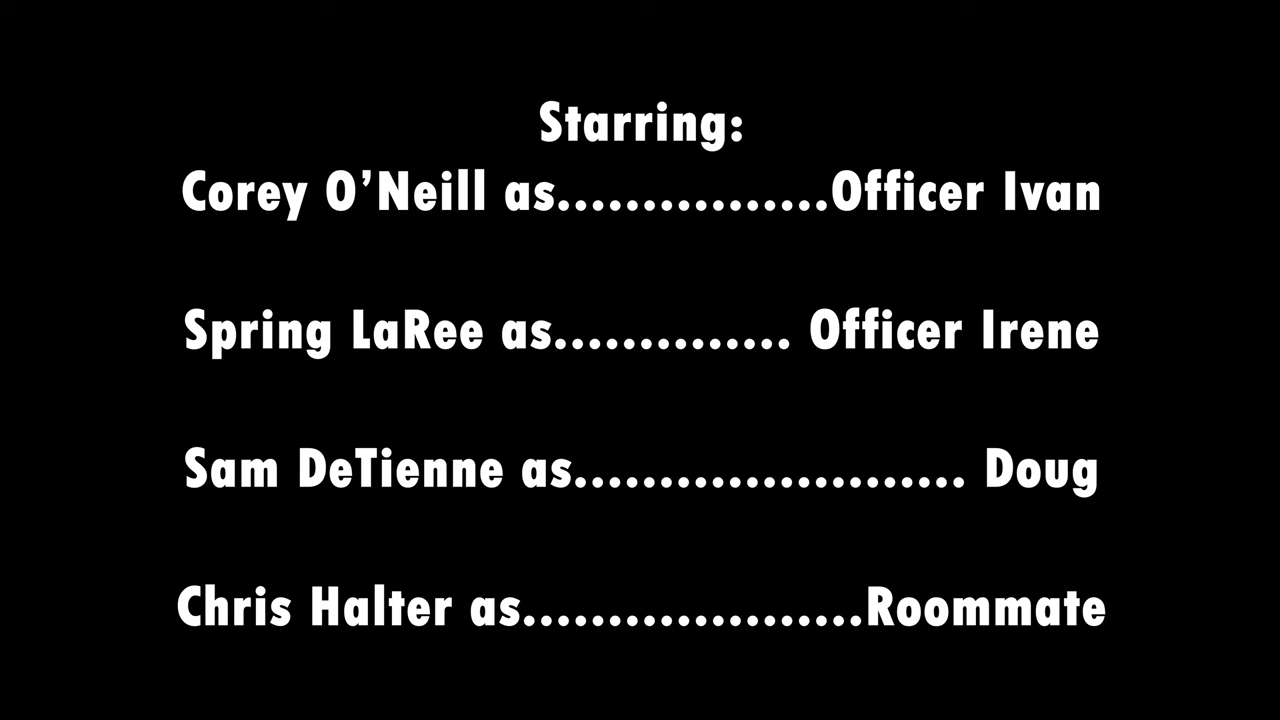 Starring:
Corey O’Neill as................Officer Ivan
Spring LaRee as.............. Officer Irene
Sam DeTienne as....................... Doug
Chris Halter as....................Roommate